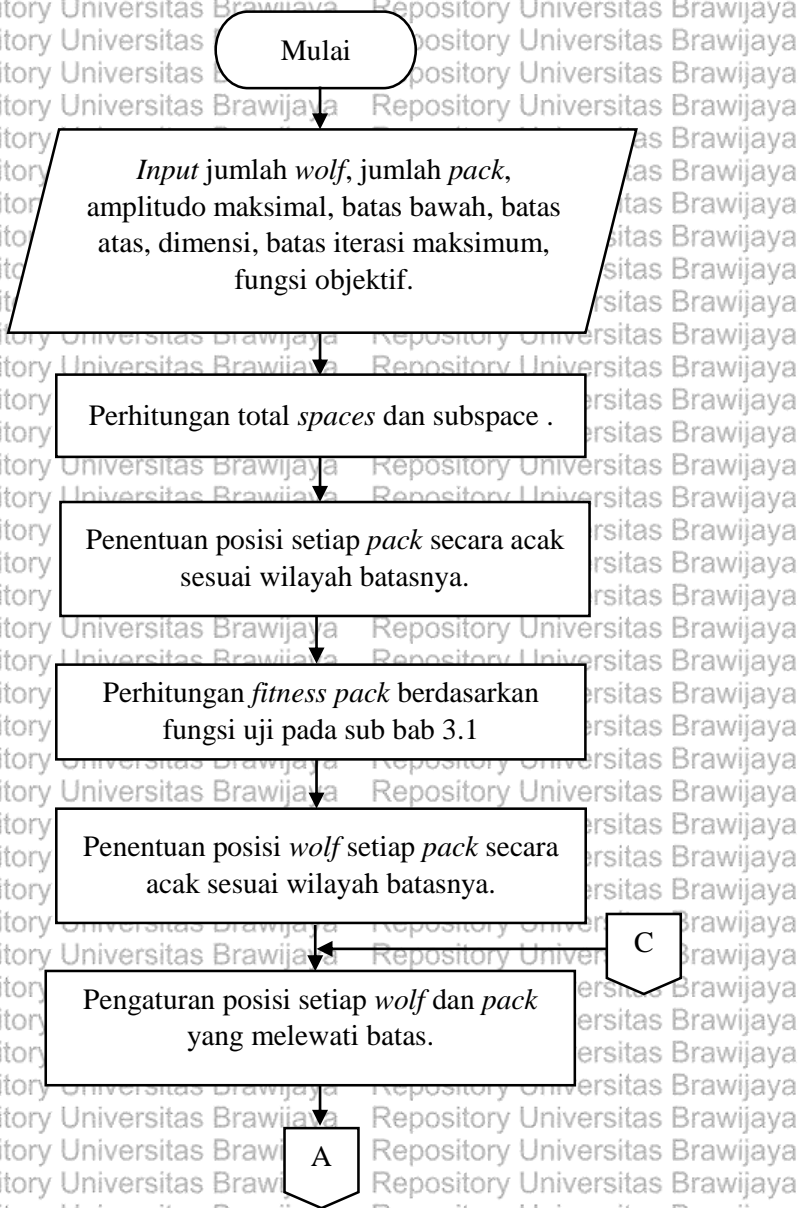 Mulai
Input jumlah wolf, jumlah pack,
amplitudo maksimal, batas bawah, batas
atas, dimensi, batas iterasi maksimum,
fungsi objektif.
Perhitungan total spaces dan subspace .
Penentuan posisi setiap pack secara acak
sesuai wilayah batasnya.
Perhitungan fitness pack berdasarkan
fungsi uji pada sub bab 3.1
Penentuan posisi wolf setiap pack secara
acak sesuai wilayah batasnya.
C
Pengaturan posisi setiap wolf dan pack
yang melewati batas.
A
Repository Universitas Brawijaya